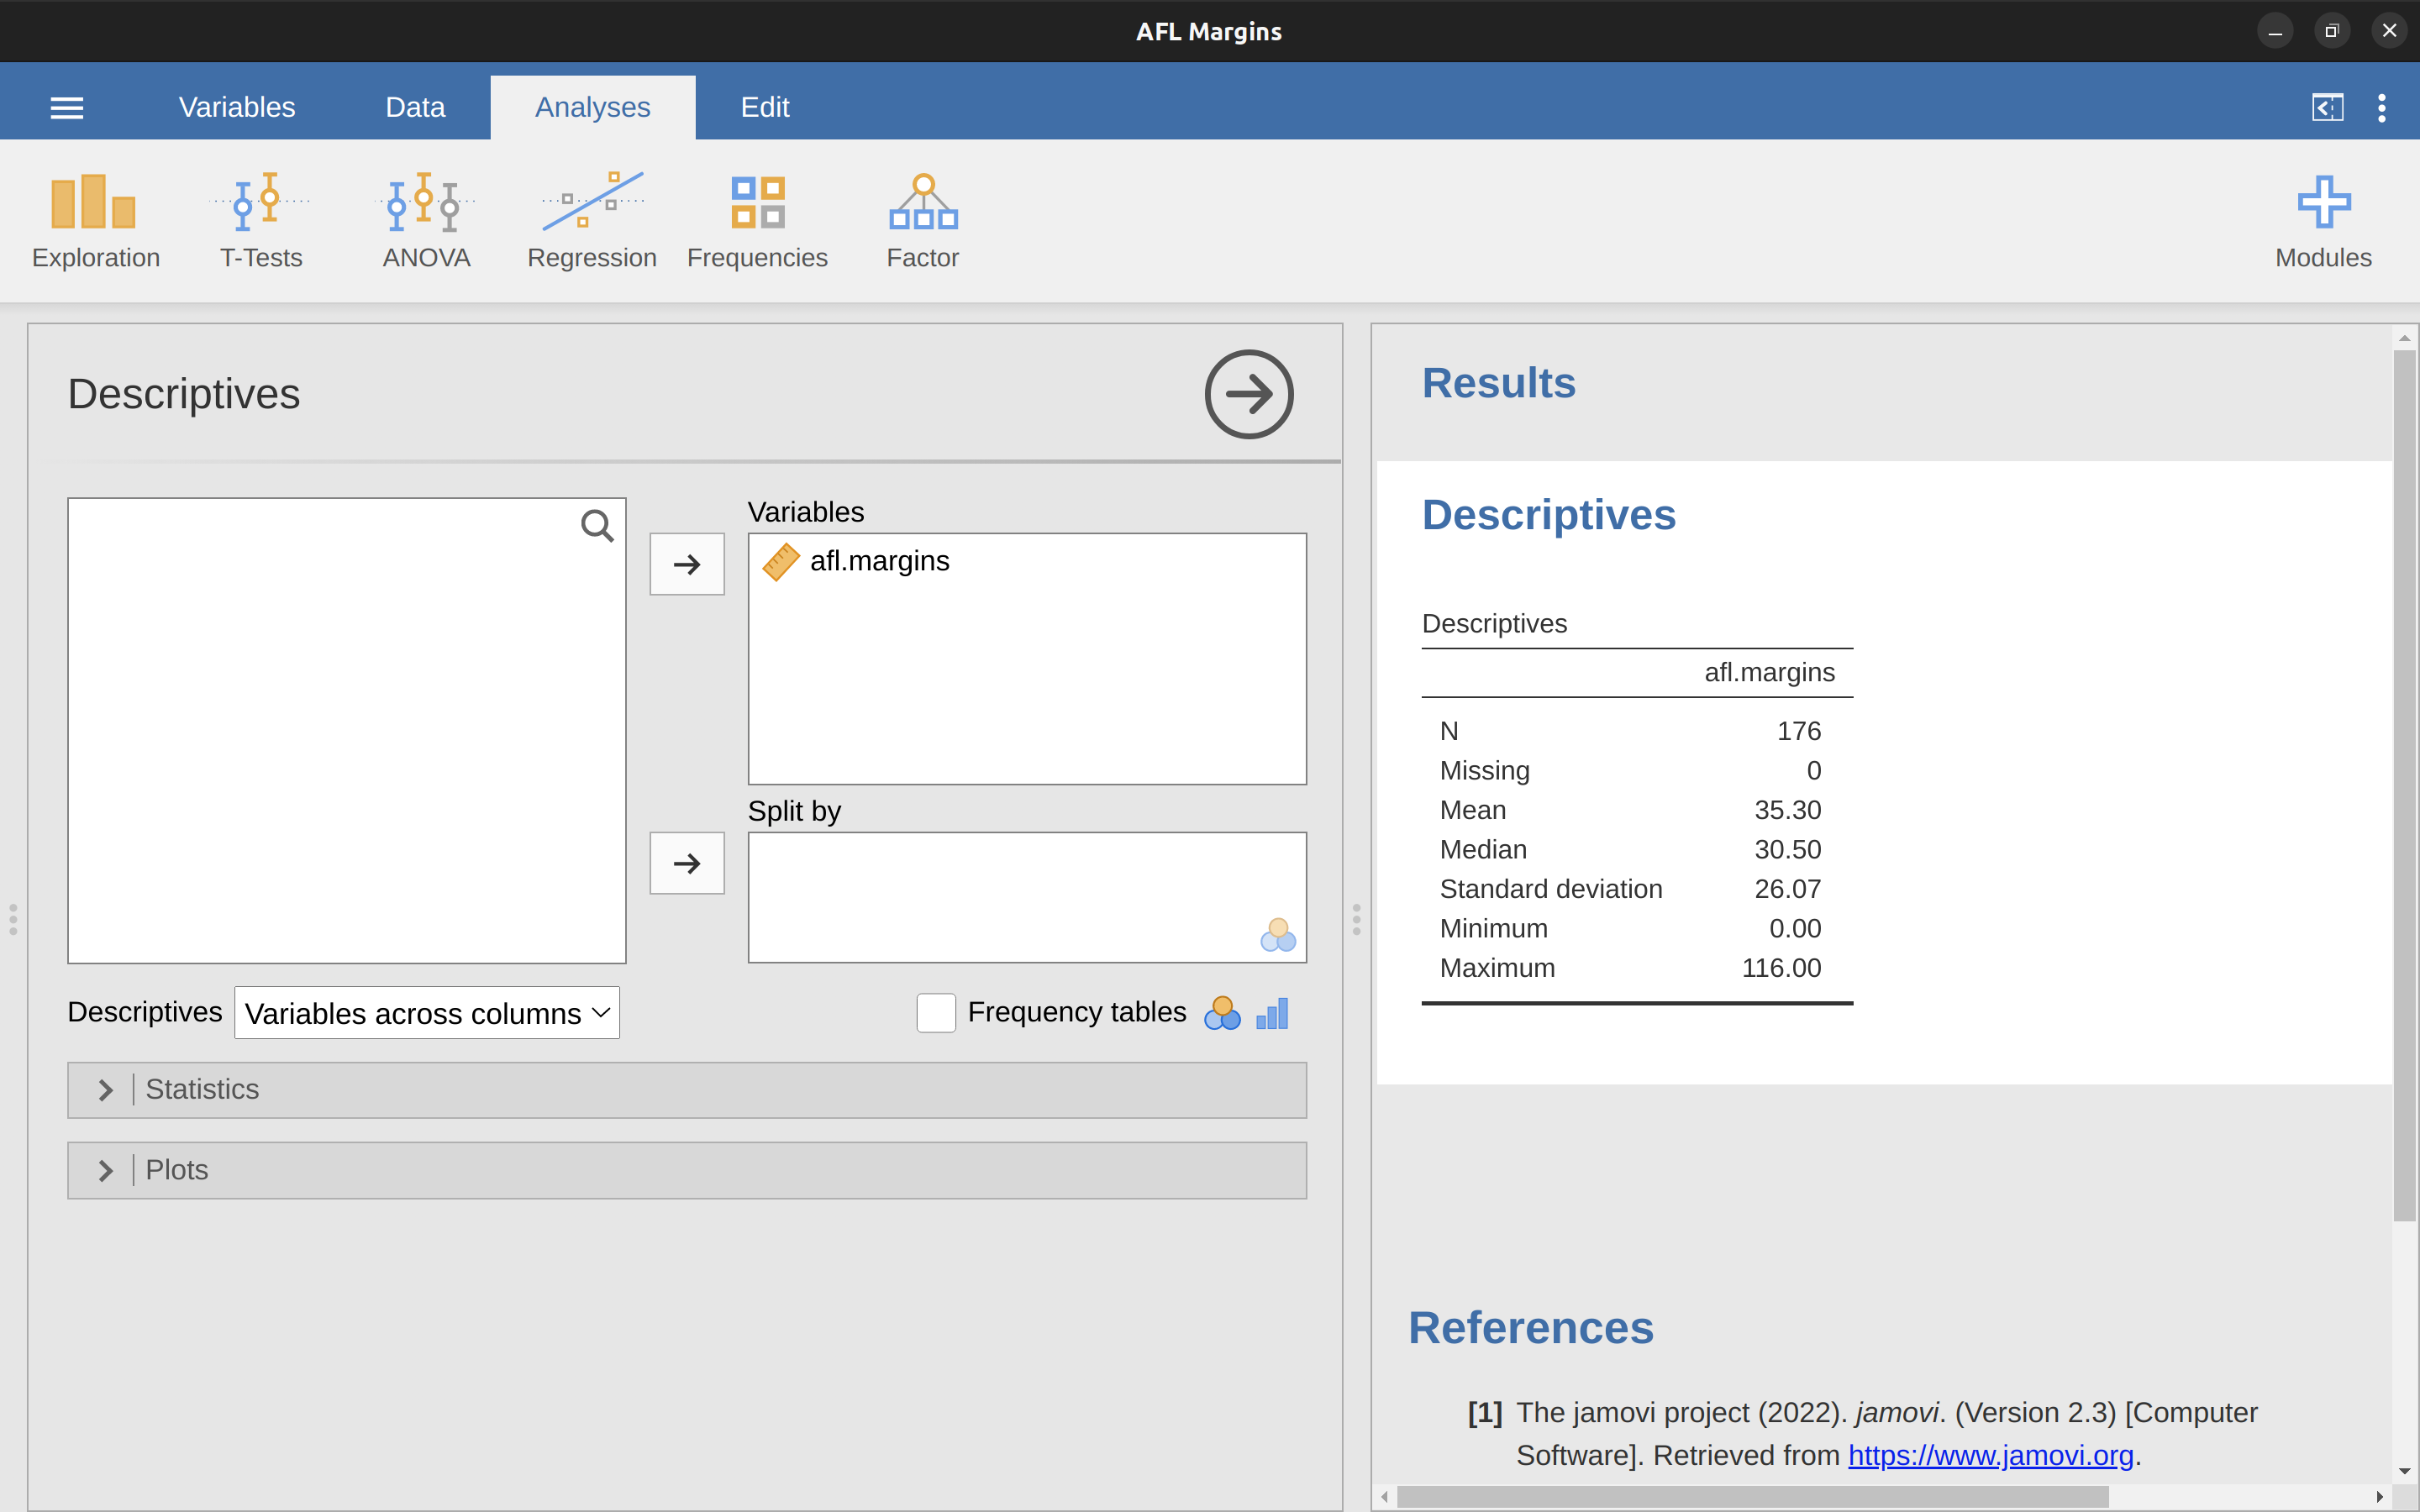 AFL Margins
Variables Data Analyses Edit
Exploration T-Tests ANOVA Regression Frequencies Factor Modules
Descriptives
Variables
afl.margins
Split by
Descriptives Variables across columns Frequency tables
Statistics
Plots
Results
Descriptives
Descriptives
afl.margins
N 176
Missing 0
Mean 35.30
Median 30.50
Standard deviation 26.07
Minimum 0.00
Maximum 116.00
References
[1] The jamovi project (2022). jamovi. (Version 2.3) [Computer
Software]. Retrieved from https://www.jamovi.org.